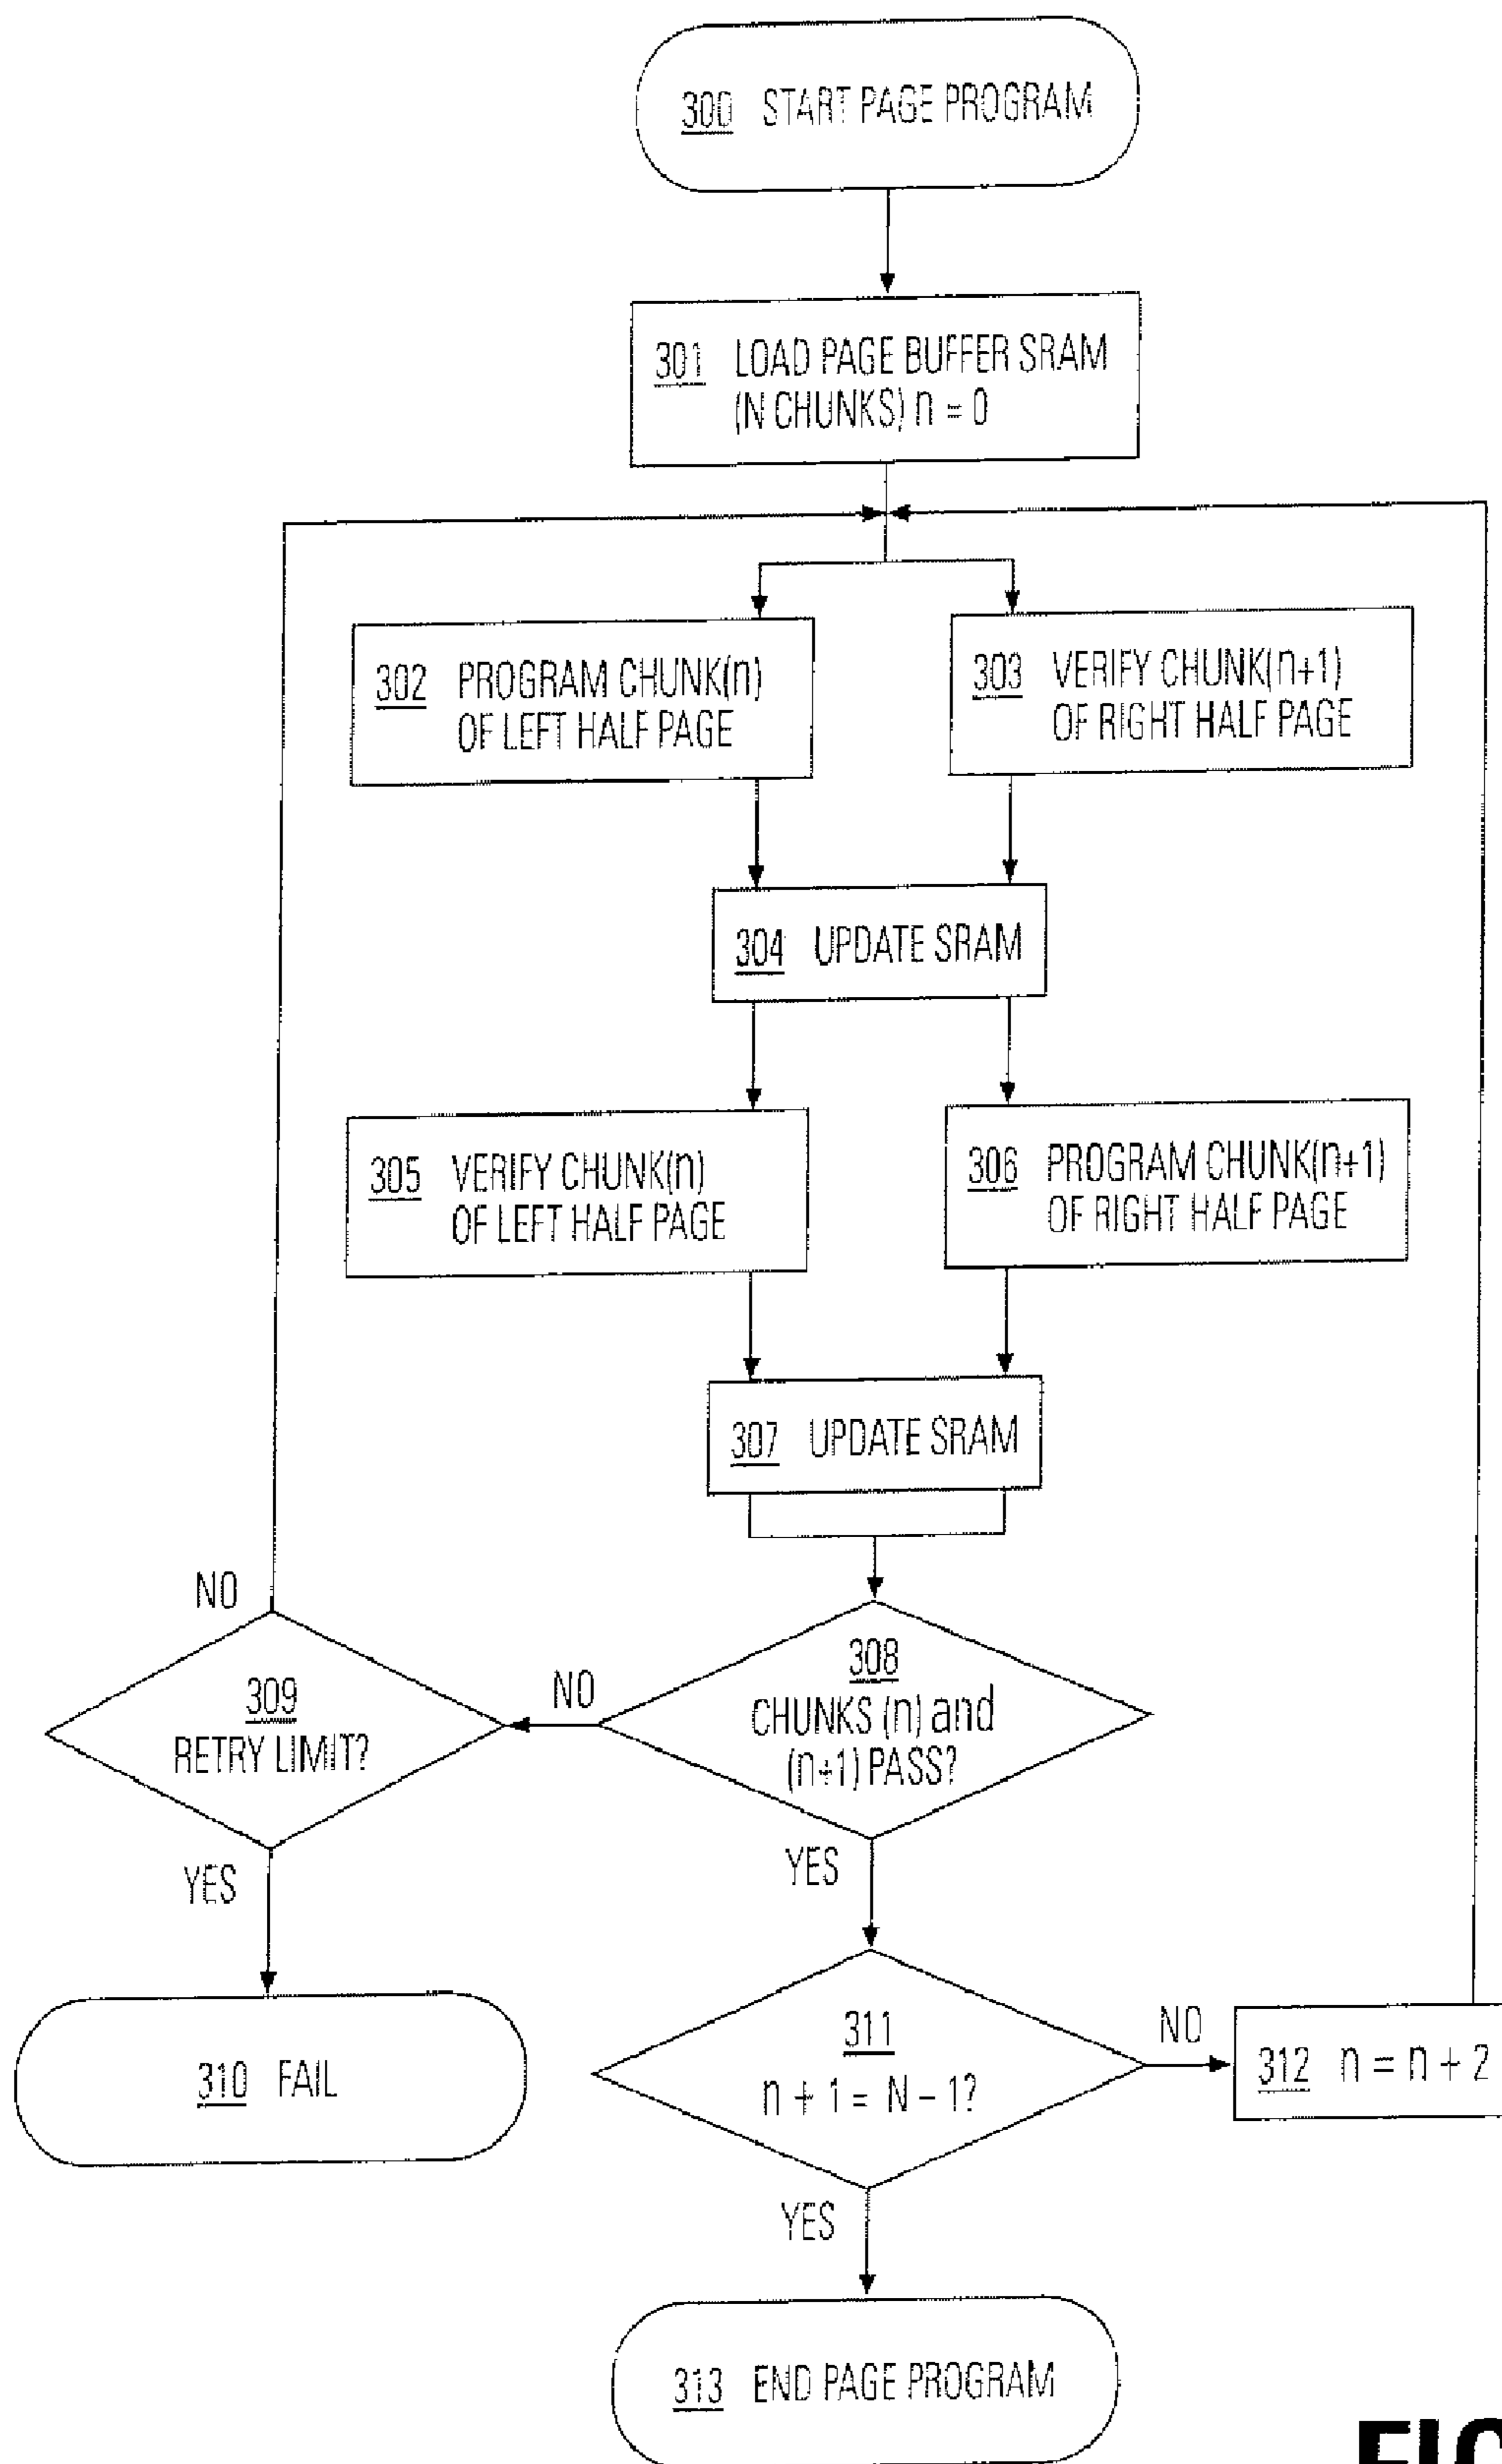 300 START PAGE PROGRAM
301 LOAD PAGE BUFFER SRAM
(N CHUNKS) n = 0
302 PROGRAM CHUNK(n)
OF LEFT HALF PAGE
303 VERIFY CHUNK(n+1)
OF RIGHT HALF PAGE
304 UPDATE SRAM
305 VERIFY CHUNK(n)
OF LEFT HALF PAGE
306 PROGRAM CHUNK(n+1)
OF RIGHT HALF PAGE
307 UPDATE SRAM
NO
309
RETRY LIMIT?
NO
308
CHUNKS (n) and
(n+1) PASS?
YES
YES
310 FAIL
311
n + 1 = N - 1?
NO
312 n = n + 2
YES
313 END PAGE PROGRAM